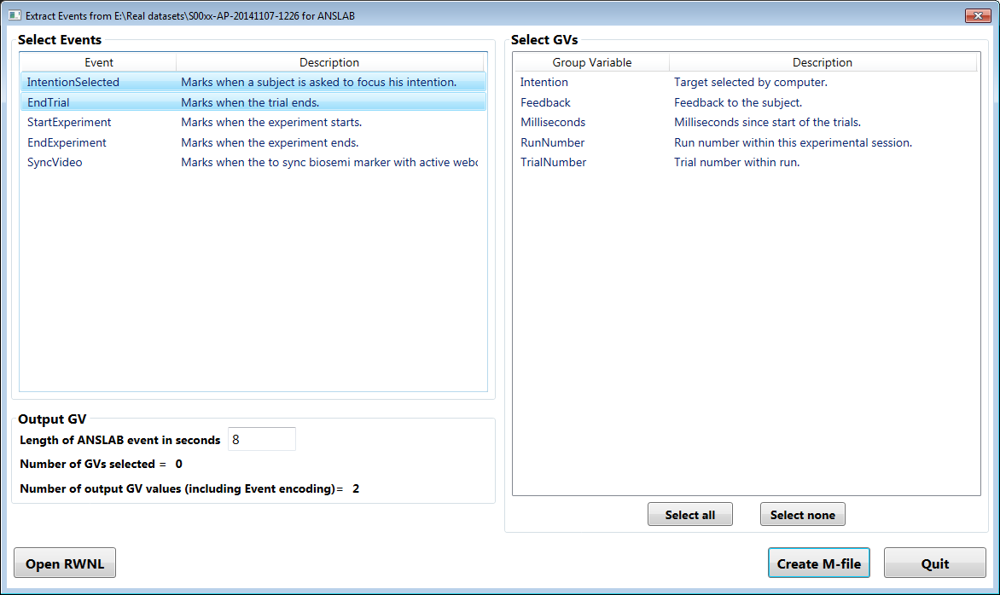 Extract Events from E:\Real datasets\S00xx-AP-20141107-1226 for ANSLAB
Select Events
Event Description
IntentionSelected Marks when a subject is asked to focus his intention.
EndTrial Marks when the trial ends.
StartExperiment Marks when the experiment starts.
EndExperiment Marks when the experiment ends.
SyncVideo Marks when the to sync biosemi marker with active
Select GVs
Group Variable Description
Intention Target selected by computer.
Feedback Feedback to the subject.
Milliseconds Milliseconds since start of the trials.
RunNumber Run number within this experimental session.
TrialNumber Trial number within run.
Select all Select none
Output GV
Length of ANSLAB event in seconds 8
Number of GVs selected = 0
Number of output GV values (including Event encoding)= 2
Open RWNL Create M-file Quit